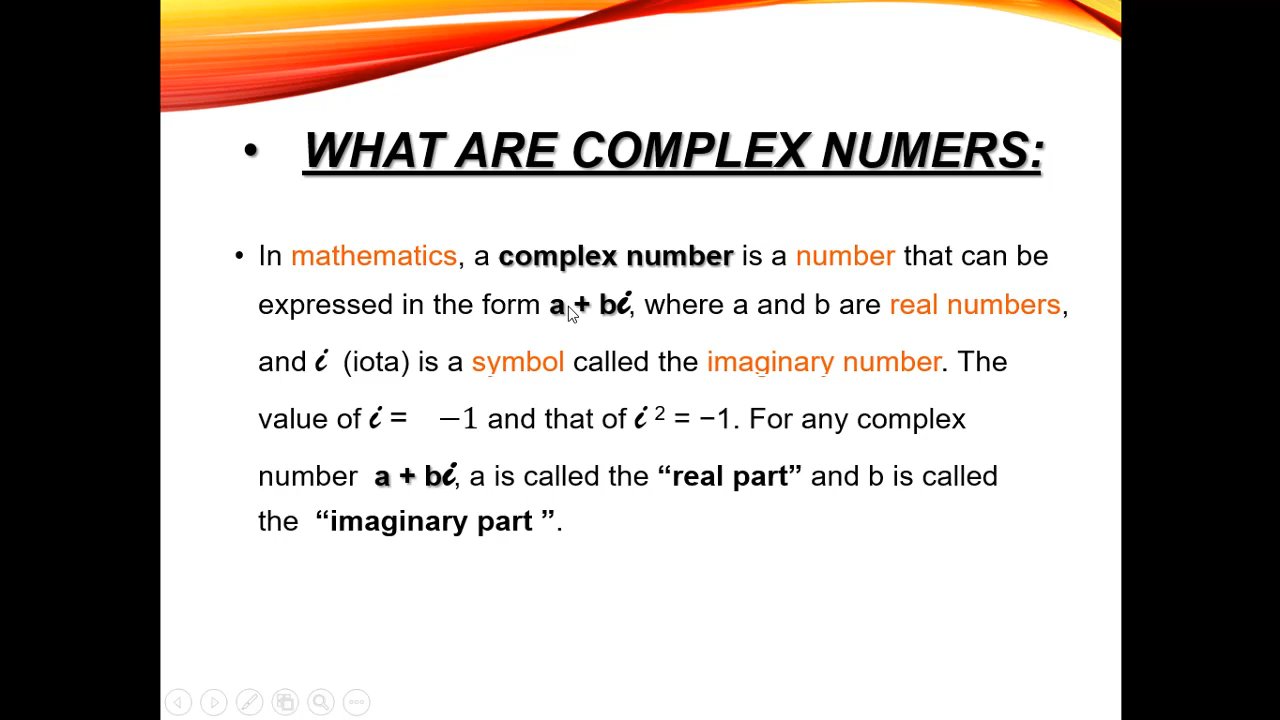 • WHAT ARE COMPLEX NUMERS:
• In mathematics, a complex number is a number that can be
expressed in the form a + bi, where a and b are real numbers,
and i (iota) is a symbol called the imaginary number. The
value of i = −1 and that of i ² = −1. For any complex
number a + bi, a is called the “real part” and b is called
the “imaginary part ”.